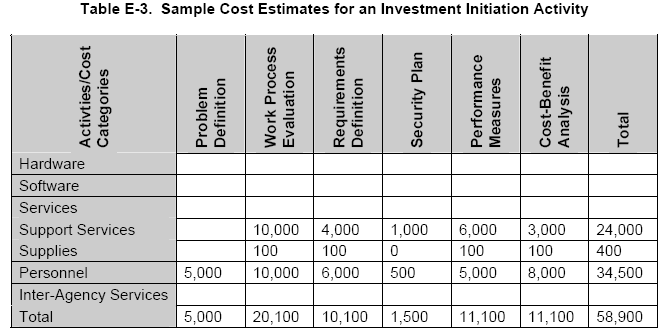 Table E-3. Sample Cost Estimates for an Investment Initiation Activity
Activties/Cost
Categories
Problem
Definition
Work Process
Evaluation
Requirements
Definition
Security Plan
Performance
Measures
Cost-Benefit
Analysis
Total
Hardware
Software
Services
Support Services 10,000 4,000 1,000 6,000 3,000 24,000
Supplies 100 100 0 100 100 400
Personnel 5,000 10,000 6,000 500 5,000 8,000 34,500
Inter-Agency Services
Total 5,000 20,100 10,100 1,500 11,100 11,100 58,900